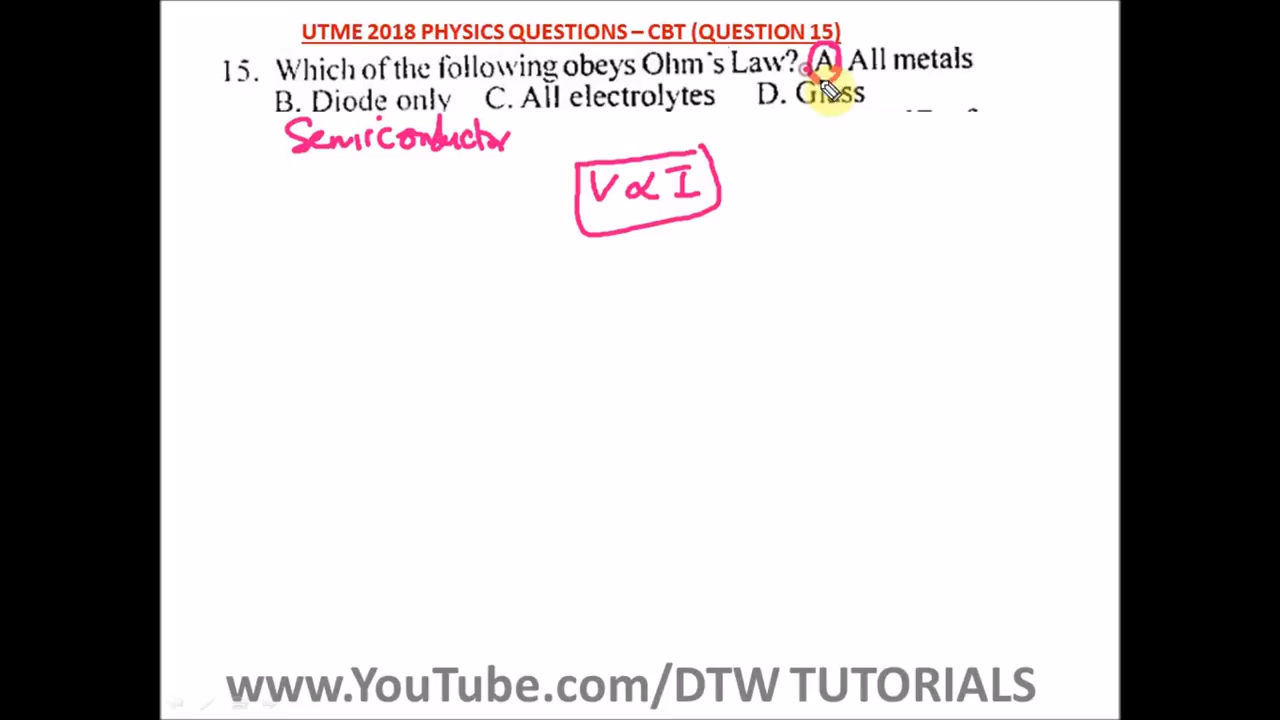 UTME 2018 PHYSICS QUESTIONS – CBT (QUESTION 15)
15. Which of the following obeys Ohm's Law? A All metals
B. Diode only C. All electrolytes D. Glass
Semiconductor
V ∝ I
www.YouTube.com/DTW TUTORIALS